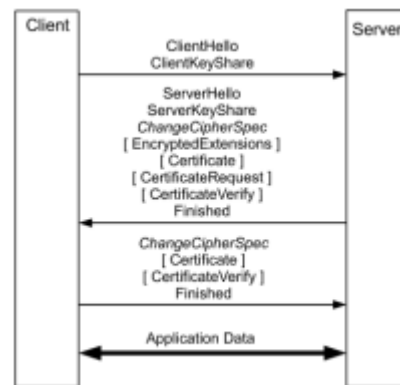 Client
Server
ClientHello
ClientKeyShare
ServerHello
ServerKeyShare
ChangeCipherSpec
[ EncryptedExtensions ]
[ Certificate ]
[ CertificateRequest ]
[ CertificateVerify ]
Finished
ChangeCipherSpec
[ Certificate ]
[ CertificateVerify ]
Finished
Application Data